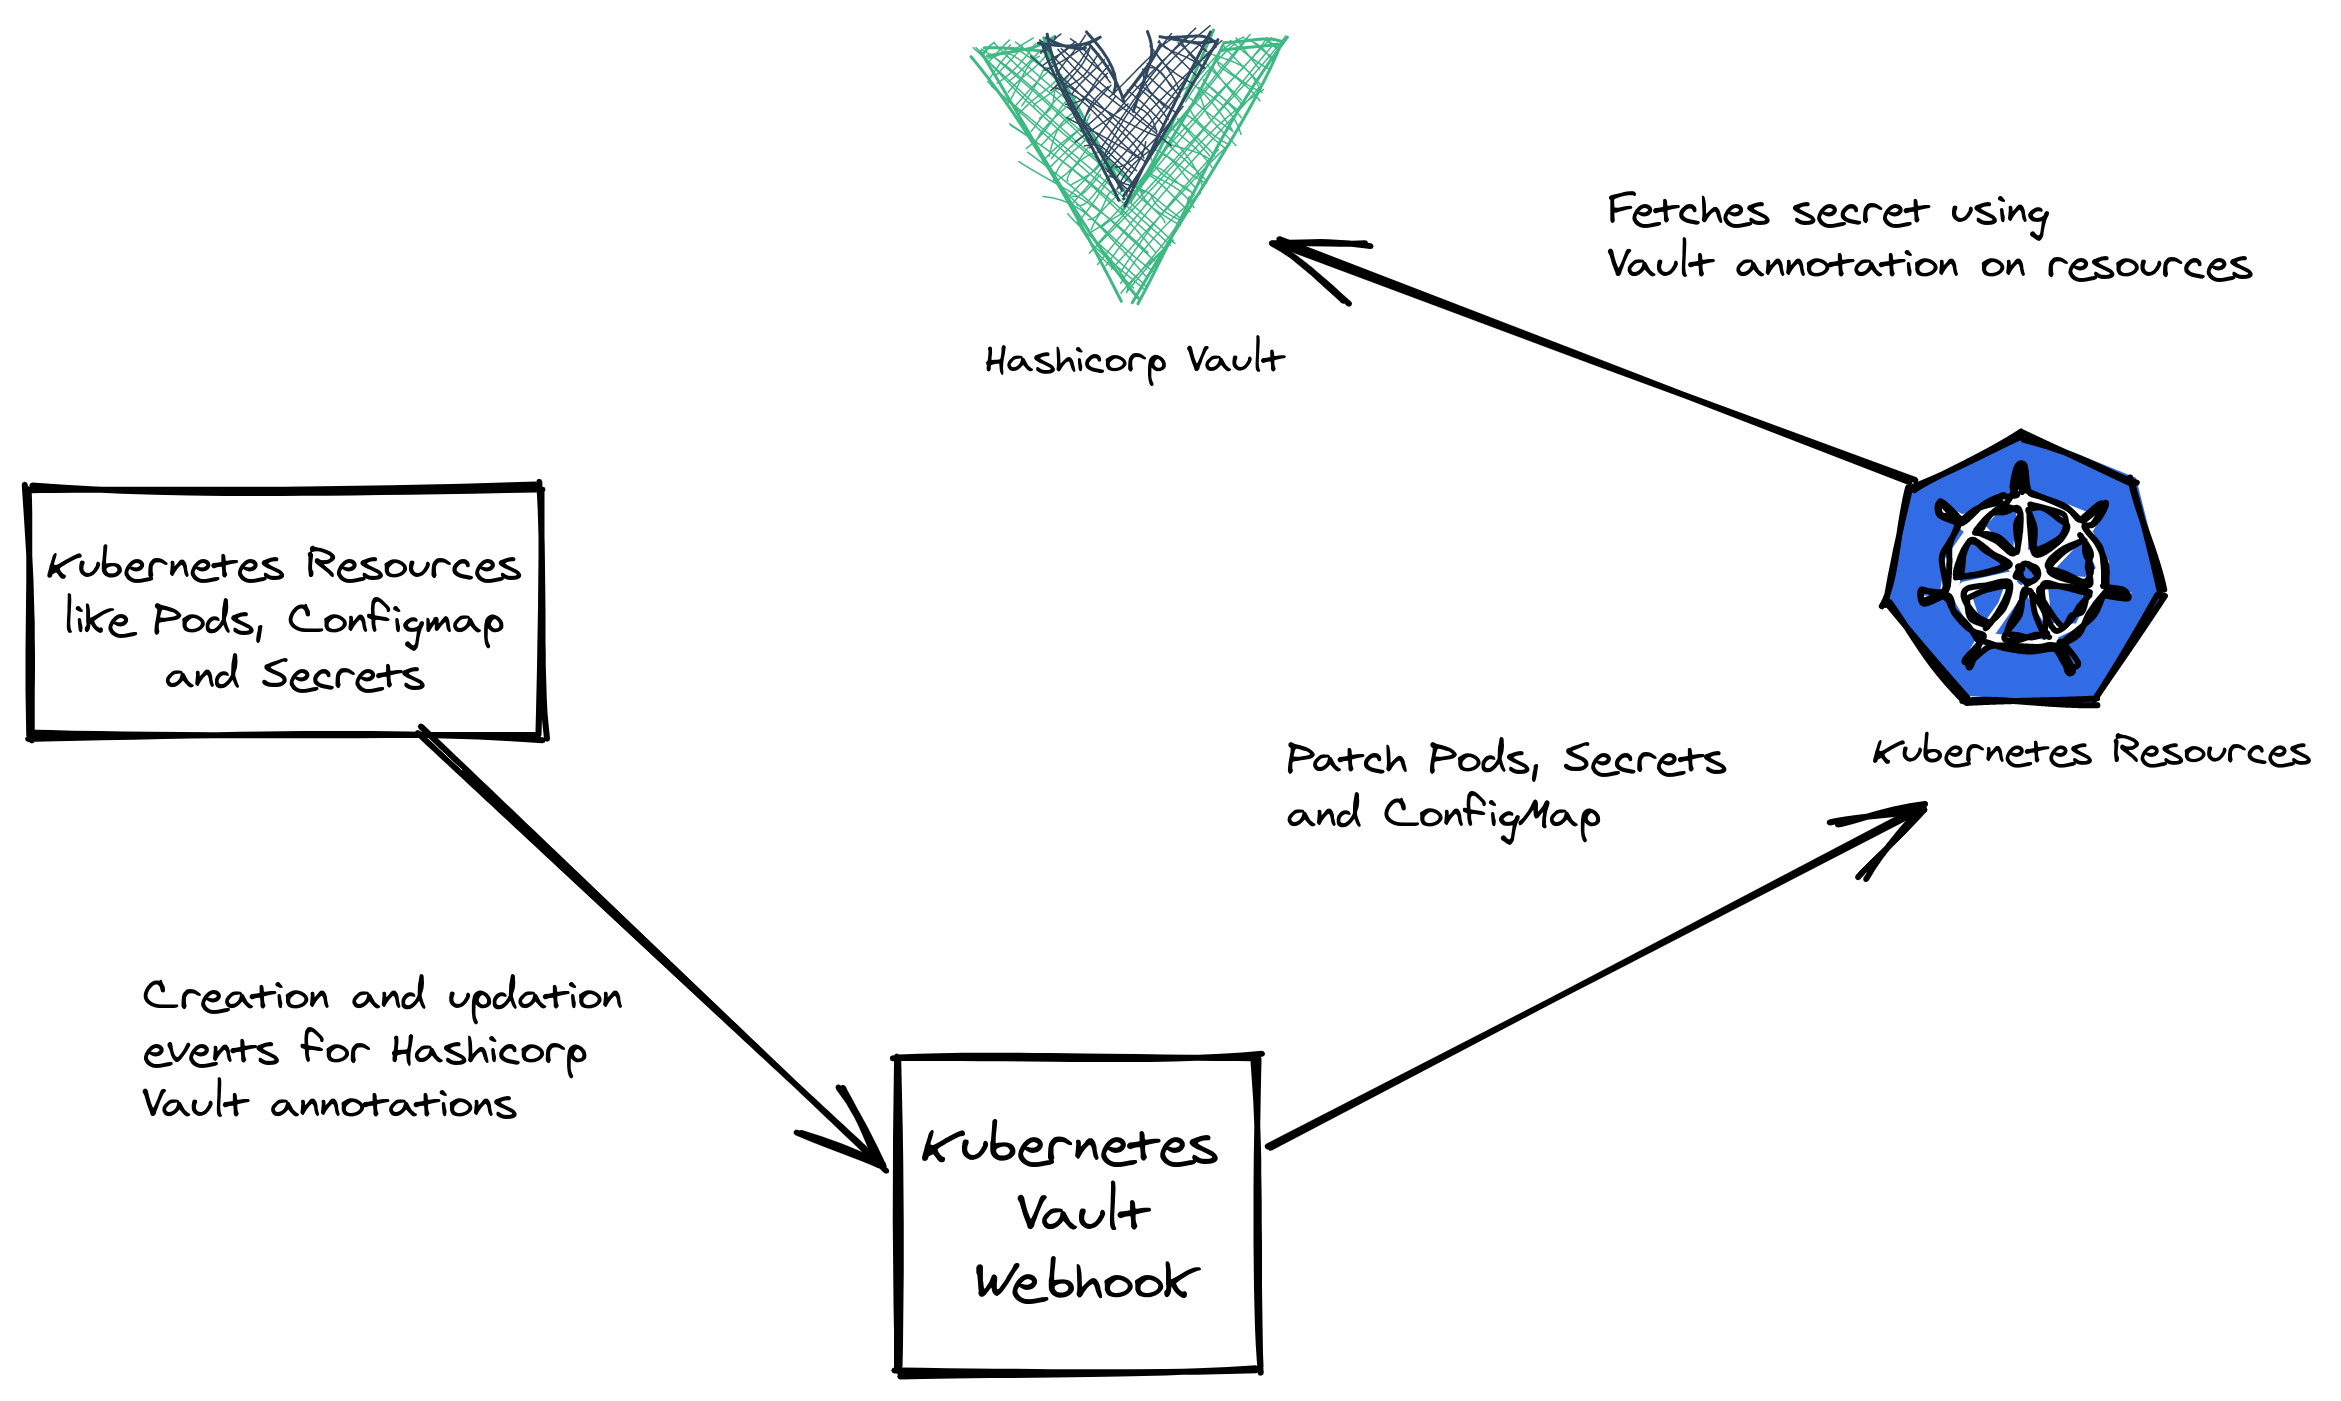 Hashicorp Vault
Fetches secret using
Vault annotation on resources
Kubernetes Resources
like Pods, Configmap
and Secrets
Kubernetes Resources
Patch Pods, Secrets
and ConfigMap
Creation and updation
events for Hashicorp
Vault annotations
Kubernetes
Vault
Webhook